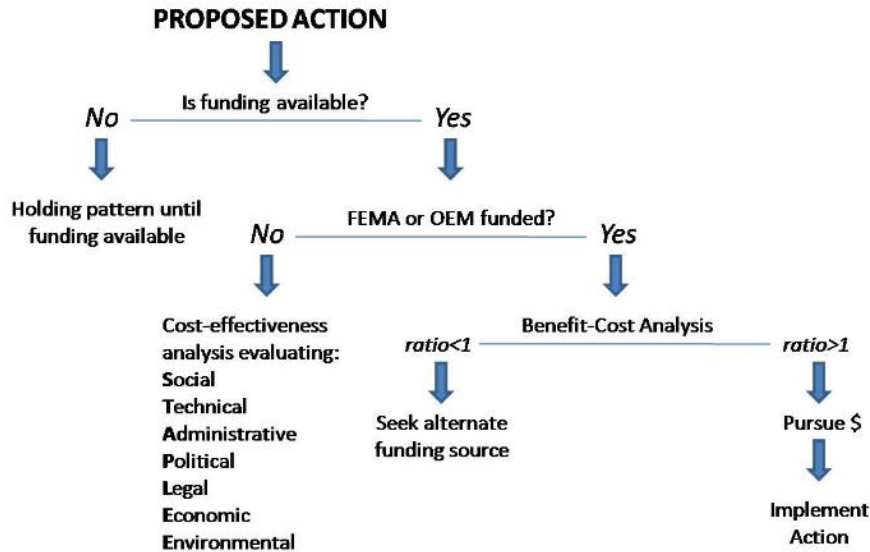 PROPOSED ACTION
Is funding available?
No
Yes
Holding pattern until
funding available
FEMA or OEM funded?
No
Yes
Cost-effectiveness
analysis evaluating:
Social
Technical
Administrative
Political
Legal
Economic
Environmental
Benefit-Cost Analysis
ratio<1
ratio>1
Seek alternate
funding source
Pursue $
Implement
Action